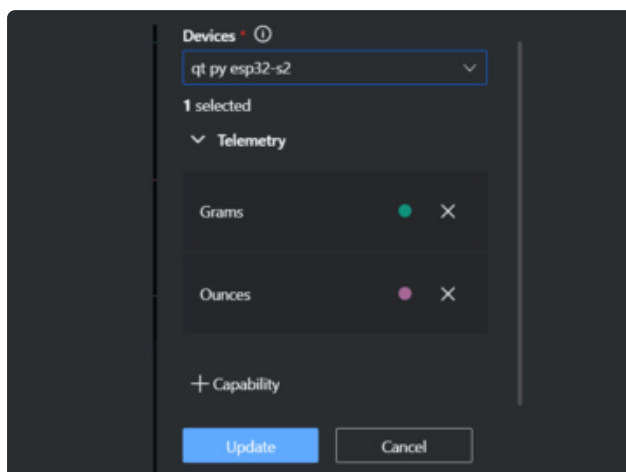 Devices *
qt py esp32-s2
1 selected
Telemetry
Grams
Ounces
+ Capability
Update Cancel